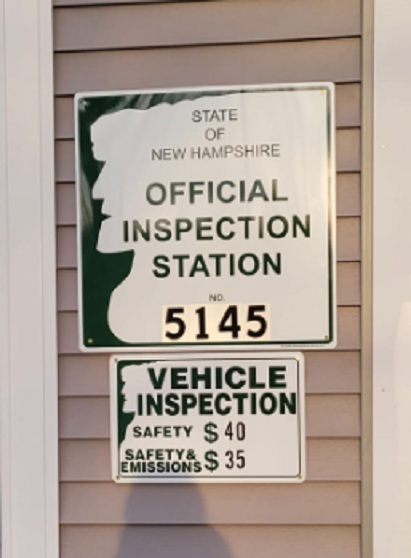 STATE
OF
NEW HAMPSHIRE
OFFICIAL
INSPECTION
STATION
NO.
5145
VEHICLE
INSPECTION
SAFETY $ 40
SAFETY &
EMISSIONS $ 35